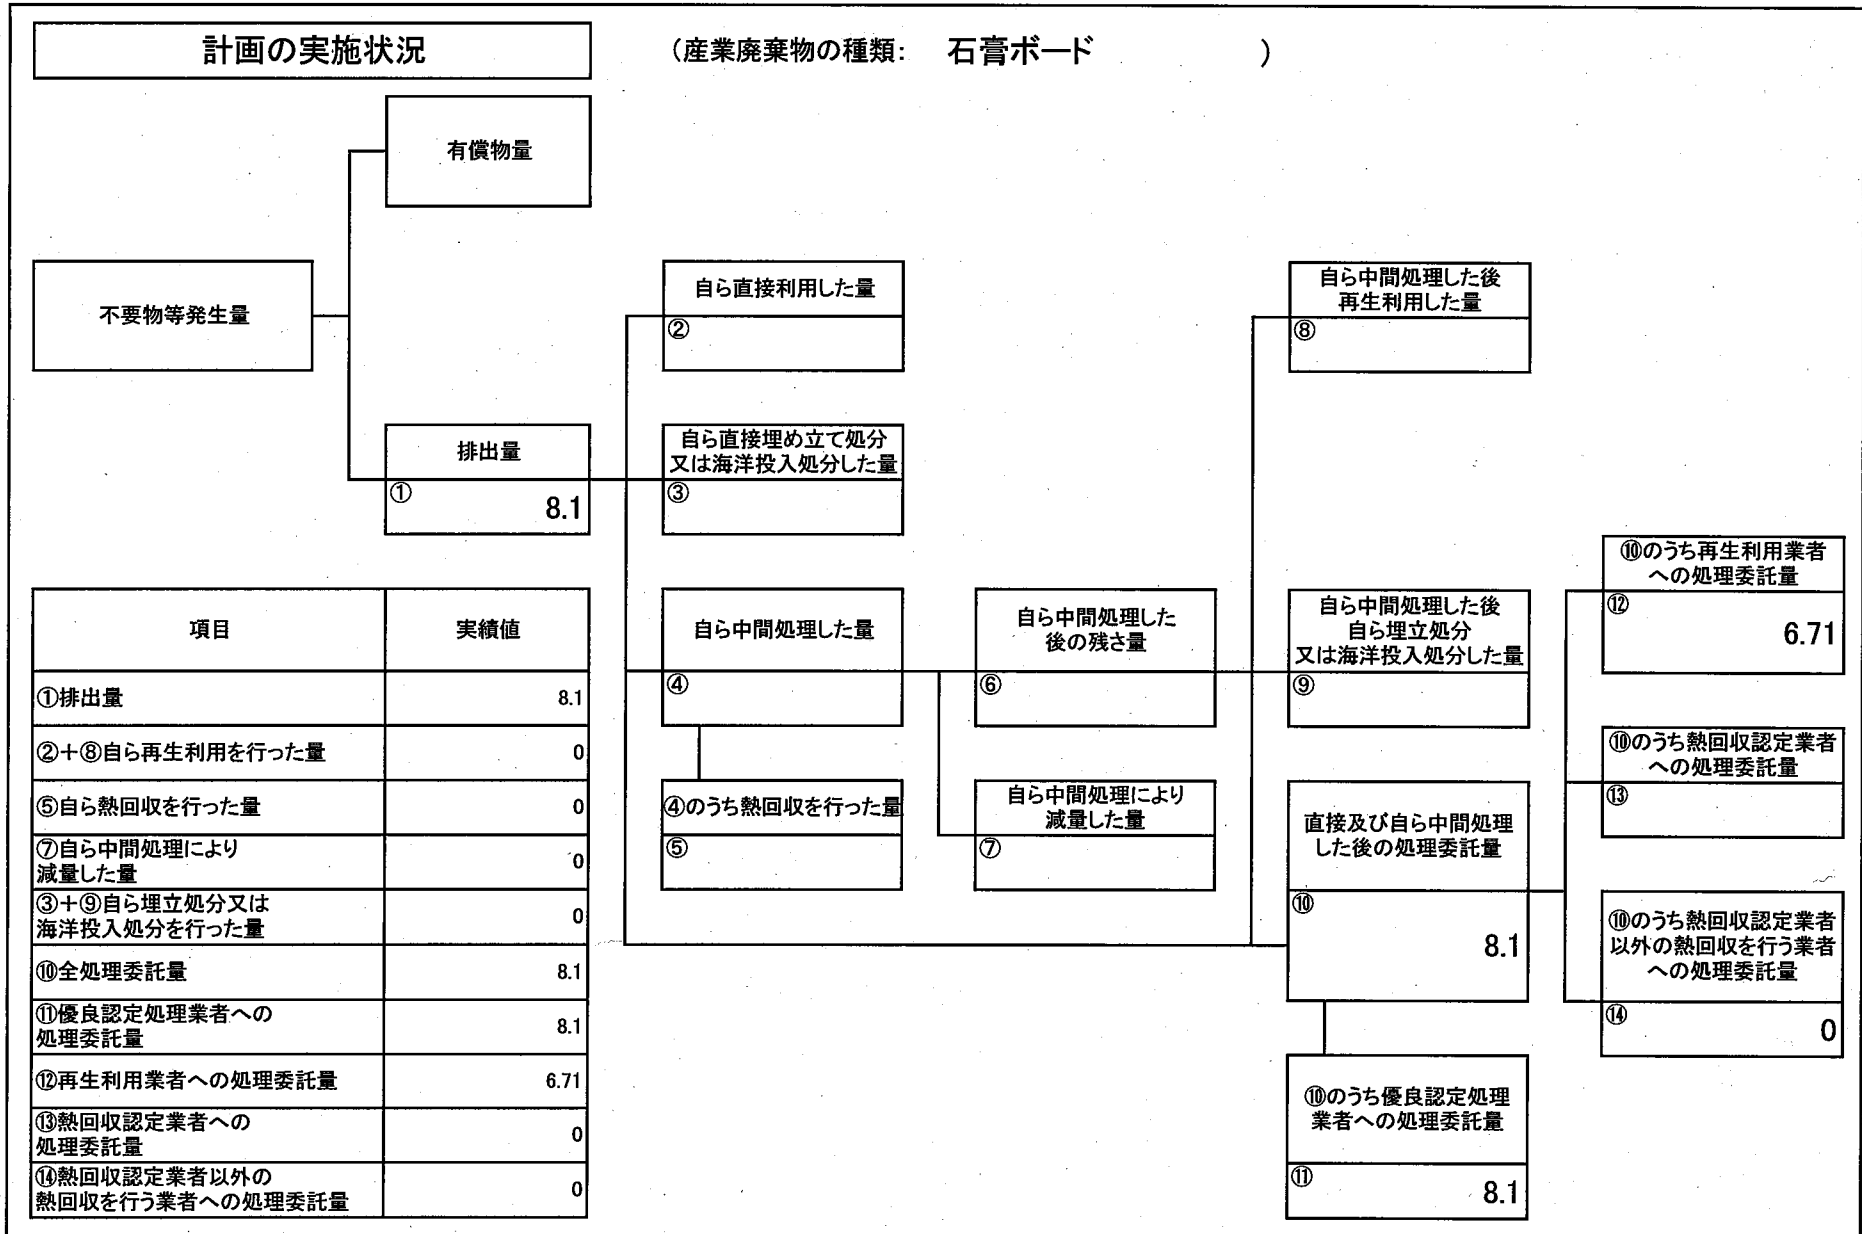 計画の実施状況
(産業廃棄物の種類: 石膏ボード )
有償物量
不要物等発生量
排出量
① 8.1
自ら直接利用した量
②
自ら直接埋め立て処分
又は海洋投入処分した量
③
自ら中間処理した量
④
④のうち熱回収を行った量
⑤
自ら中間処理した
後の残さ量
⑥
自ら中間処理により
減量した量
⑦
自ら中間処理した後
再生利用した量
⑧
自ら中間処理した後
自ら埋立処分
又は海洋投入処分した量
⑨
直接及び自ら中間処理
した後の処理委託量
⑩ 8.1
⑩のうち優良認定処理
業者への処理委託量
⑪ 8.1
⑩のうち再生利用業者
への処理委託量
⑫ 6.71
⑩のうち熱回収認定業者
への処理委託量
⑬
⑩のうち熱回収認定業者
以外の熱回収を行う業者
への処理委託量
⑭ 0
項目 実績値
①排出量 8.1
②+⑧自ら再生利用を行った量 0
⑤自ら熱回収を行った量 0
⑦自ら中間処理により
減量した量 0
③+⑨自ら埋立処分又は
海洋投入処分を行った量 0
⑩全処理委託量 8.1
⑪優良認定処理業者への
処理委託量 8.1
⑫再生利用業者への処理委託量 6.71
⑬熱回収認定業者への
処理委託量 0
⑭熱回収認定業者以外の
熱回収を行う業者への処理委託量 0